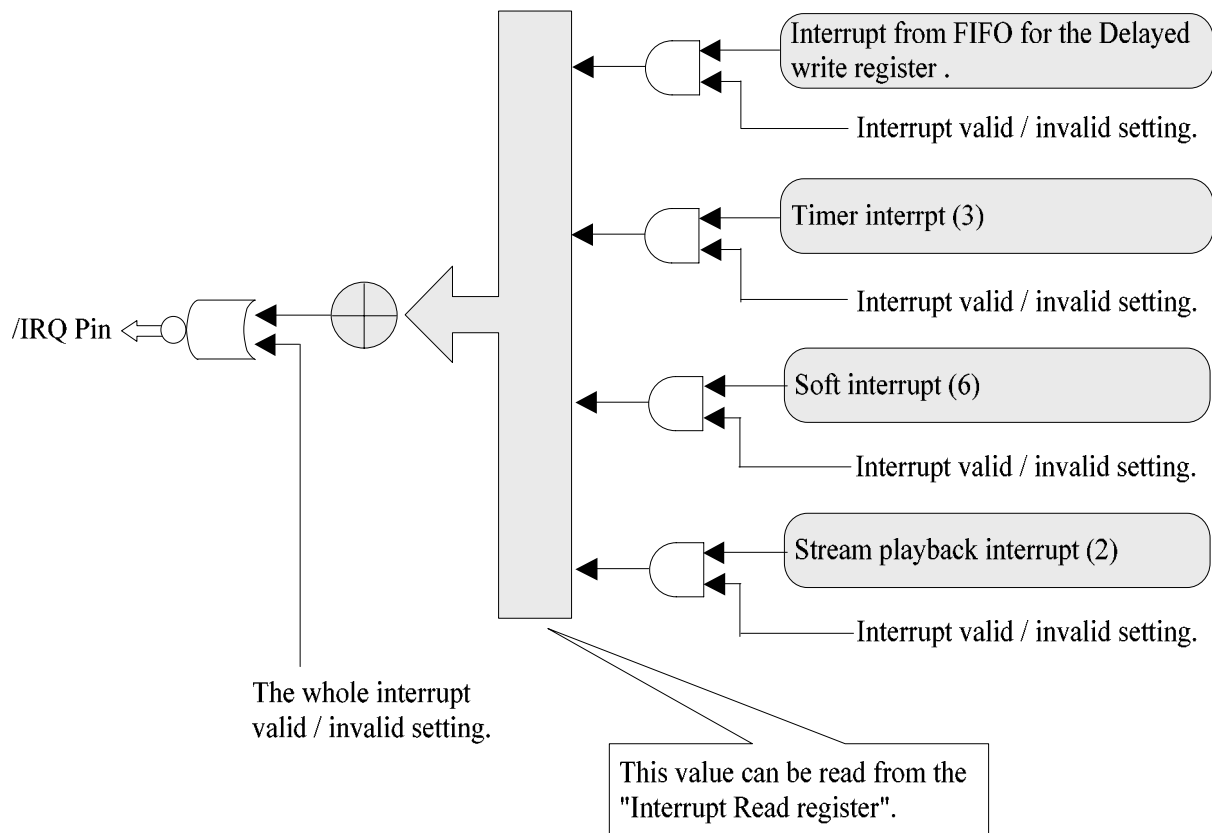 Interrupt from FIFO for the Delayed
write register .
Interrupt valid / invalid setting.
Timer interrpt (3)
Interrupt valid / invalid setting.
/IRQ Pin
Soft interrupt (6)
Interrupt valid / invalid setting.
Stream playback interrupt (2)
Interrupt valid / invalid setting.
The whole interrupt
valid / invalid setting.
This value can be read from the
"Interrupt Read register".